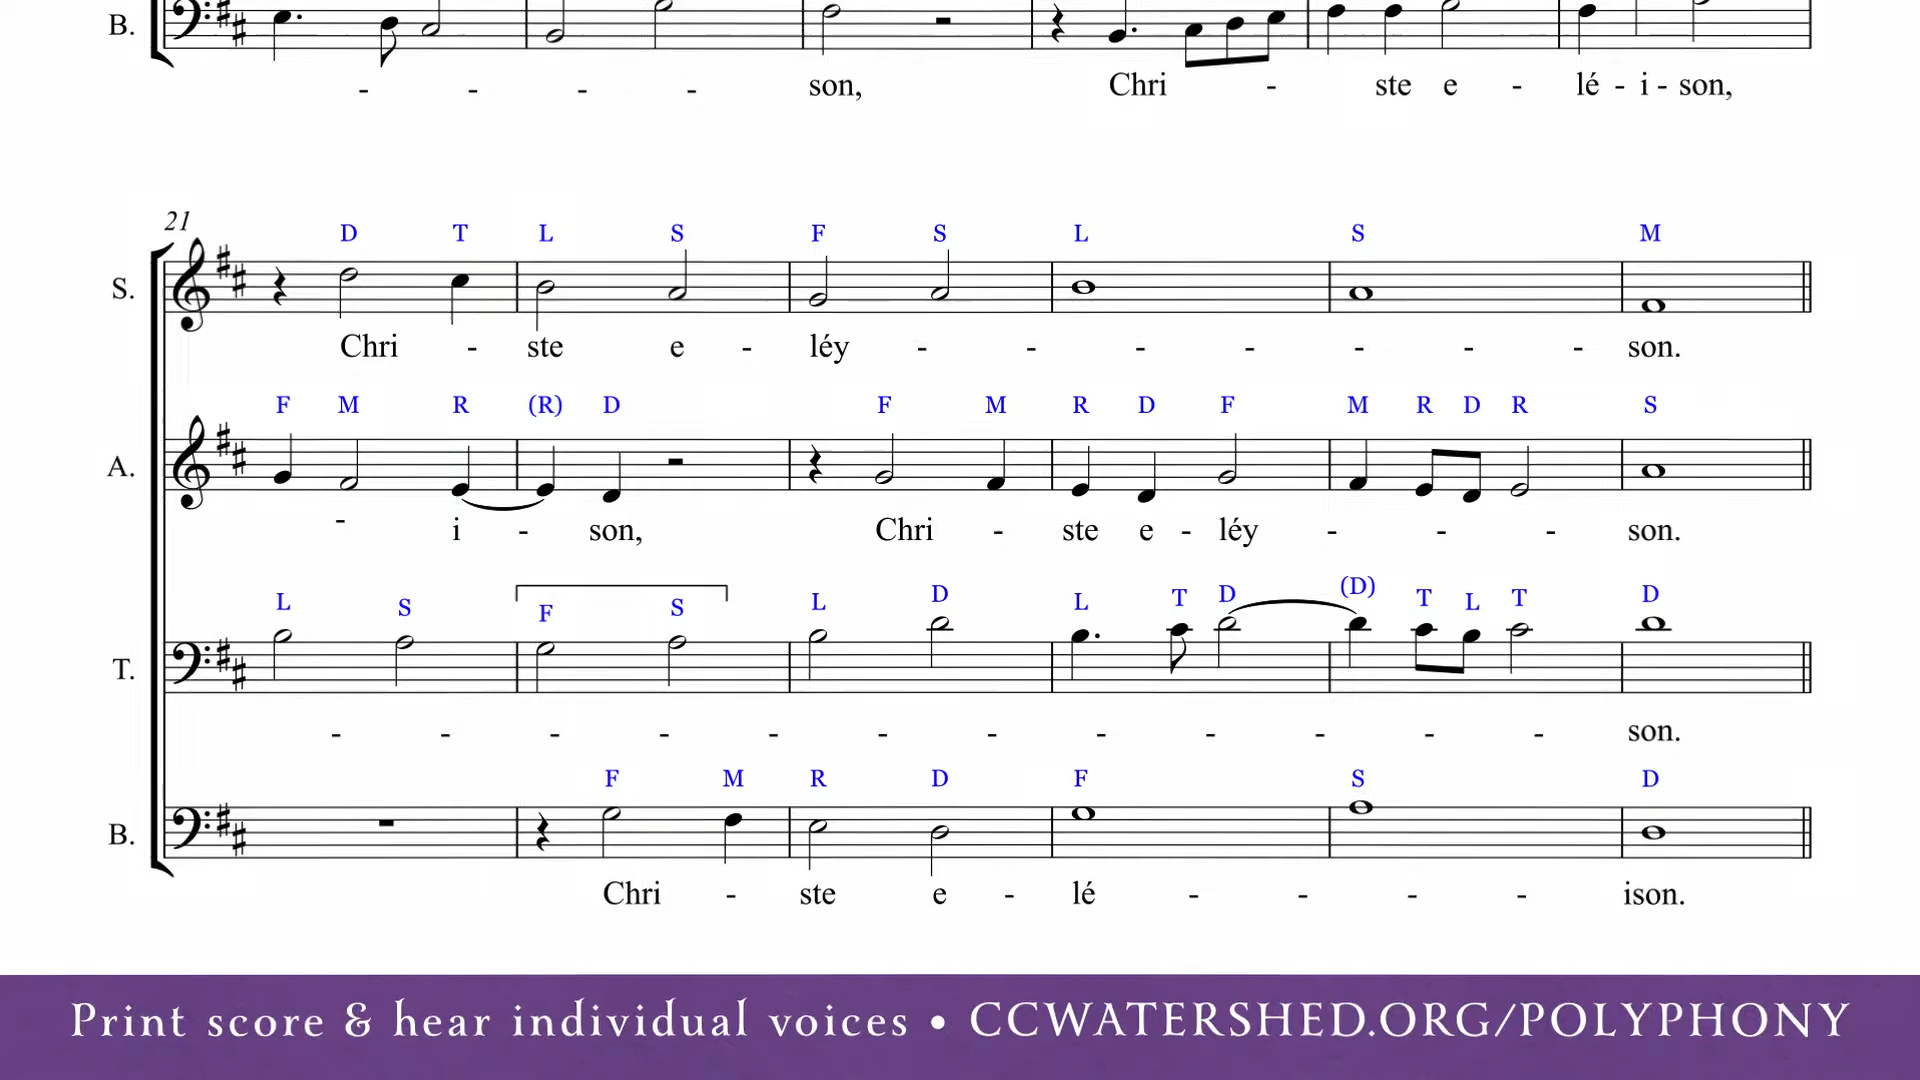 B.
- - - - son, Chri - ste e - lé - i - son,
21
D T L S F S L S M
S.
Chri - ste e - léy - - - - - - - son.
F M R (R) D F M R D F M R D R S
A.
- i - son, Chri - ste e - léy - - - son.
L S F S L D L T D (D) T L T D
T.
- - - - - - - - - - - - son.
F M R D F S D
B.
Chri - ste e - lé - - - - ison.
Print score & hear individual voices • CCWATERSHED.ORG/POLYPHONY